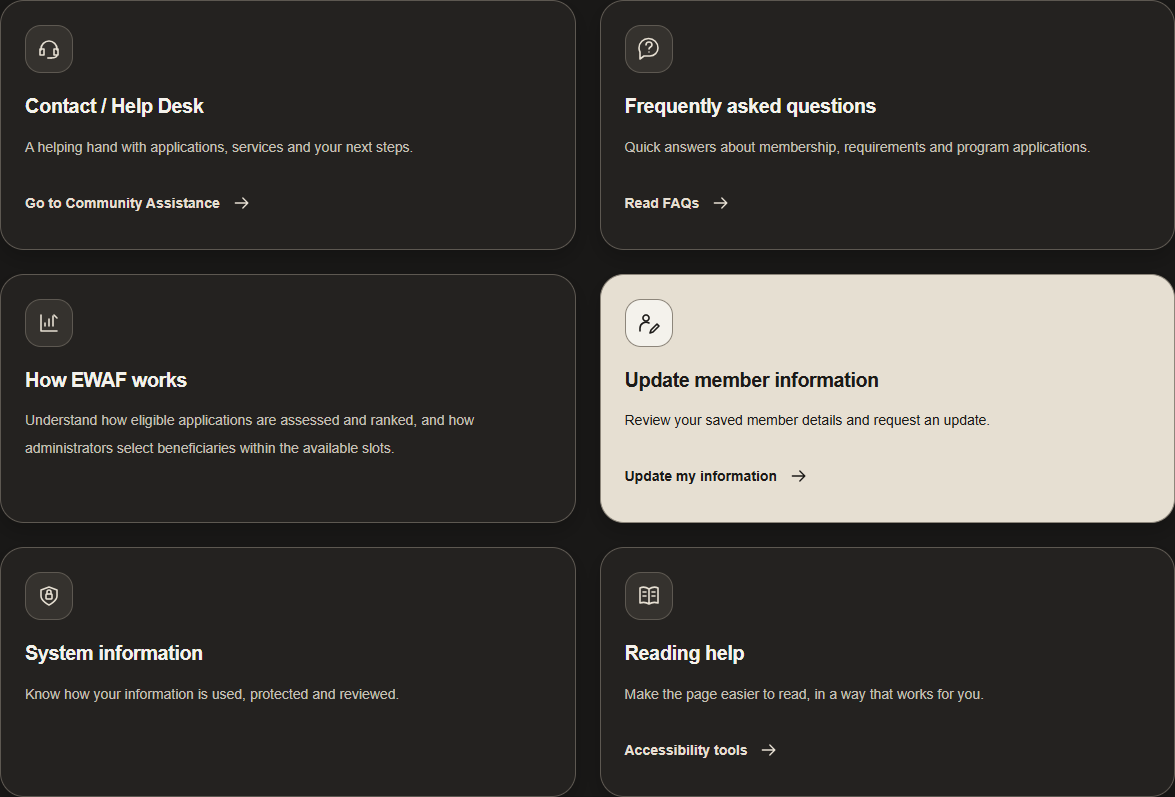 Contact / Help Desk
A helping hand with applications, services and your next steps.
Go to Community Assistance
Frequently asked questions
Quick answers about membership, requirements and program applications.
Read FAQs
How EWAF works
Understand how eligible applications are assessed and ranked, and how
administrators select beneficiaries within the available slots.
Update member information
Review your saved member details and request an update.
Update my information
System information
Know how your information is used, protected and reviewed.
Reading help
Make the page easier to read, in a way that works for you.
Accessibility tools